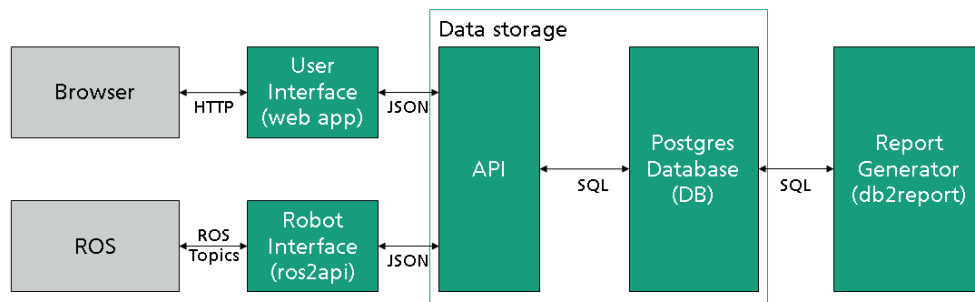 Data storage
Browser
HTTP
User
Interface
(web app)
JSON
API
SQL
Postgres
Database
(DB)
SQL
Report
Generator
(db2report)
ROS
ROS
Topics
Robot
Interface
(ros2api)
JSON